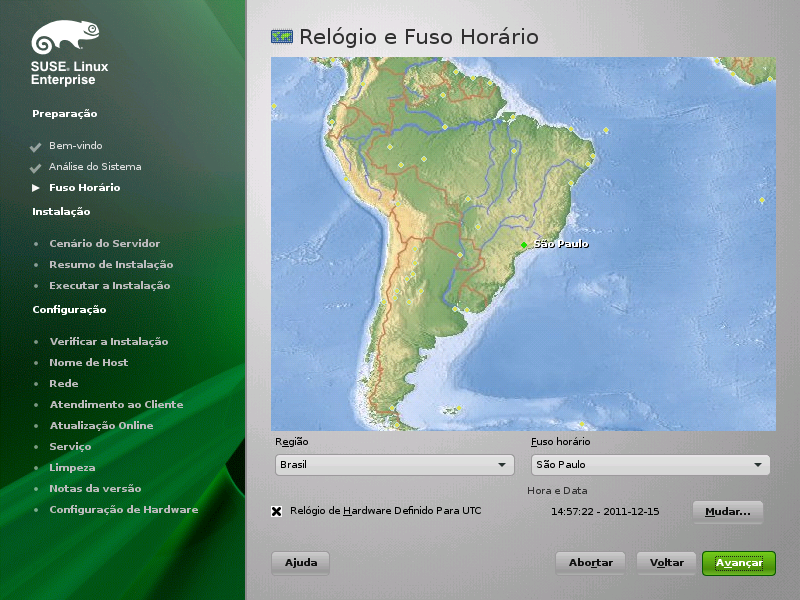 SUSE. Linux
Enterprise
Preparação
Bem-vindo
Análise do Sistema
Fuso Horário
Instalação
Cenário do Servidor
Resumo de Instalação
Executar a Instalação
Configuração
Verificar a Instalação
Nome de Host
Rede
Atendimento ao Cliente
Atualização Online
Serviço
Limpeza
Notas da versão
Configuração de Hardware
Relógio e Fuso Horário
São Paulo
Região
Fuso horário
Brasil
São Paulo
Hora e Data
Relógio de Hardware Definido Para UTC
14:57:22 - 2011-12-15
Mudar...
Ajuda
Abortar
Voltar
Avançar